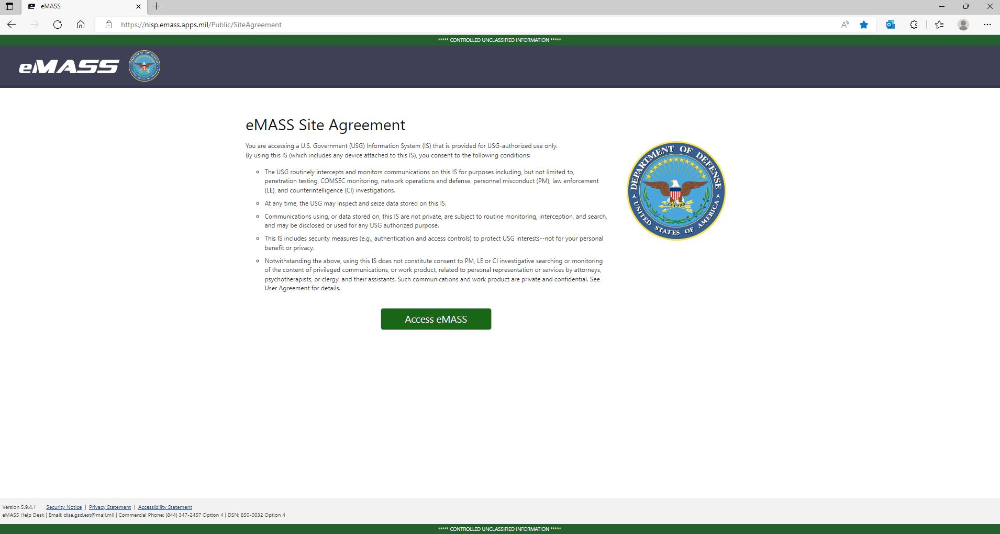 eMASS
https://nisp.emass.apps.mil/Public/SiteAgreement
***** CONTROLLED UNCLASSIFIED INFORMATION *****
eMASS
DEPARTMENT OF DEFENSE
UNITED STATES OF AMERICA
eMASS Site Agreement
You are accessing a U.S. Government (USG) Information System (IS) that is provided for USG-authorized use only.
By using this IS (which includes any device attached to this IS), you consent to the following conditions:
The USG routinely intercepts and monitors communications on this IS for purposes including, but not limited to,
penetration testing, COMSEC monitoring, network operations and defense, personnel misconduct (PM), law enforcement
(LE), and counterintelligence (CI) investigations.
At any time, the USG may inspect and seize data stored on this IS.
Communications using, or data stored on, this IS are not private, are subject to routine monitoring, interception, and search,
and may be disclosed or used for any USG authorized purpose.
This IS includes security measures (e.g., authentication and access controls) to protect USG interests--not for your personal
benefit or privacy.
Notwithstanding the above, using this IS does not constitute consent to PM, LE or CI investigative searching or monitoring
of the content of privileged communications, or work product, related to personal representation or services by attorneys,
psychotherapists, or clergy, and their assistants. Such communications and work product are private and confidential. See
User Agreement for details.
DEPARTMENT OF DEFENSE
UNITED STATES OF AMERICA
Access eMASS
Version 5.9.4.1 Security Notice | Privacy Statement | Accessibility Statement
eMASS Help Desk | Email: disa.gsd.est@mail.mil | Commercial Phone: (844) 347-2457 Option 4 | DSN: 850-0032 Option 4
***** CONTROLLED UNCLASSIFIED INFORMATION *****